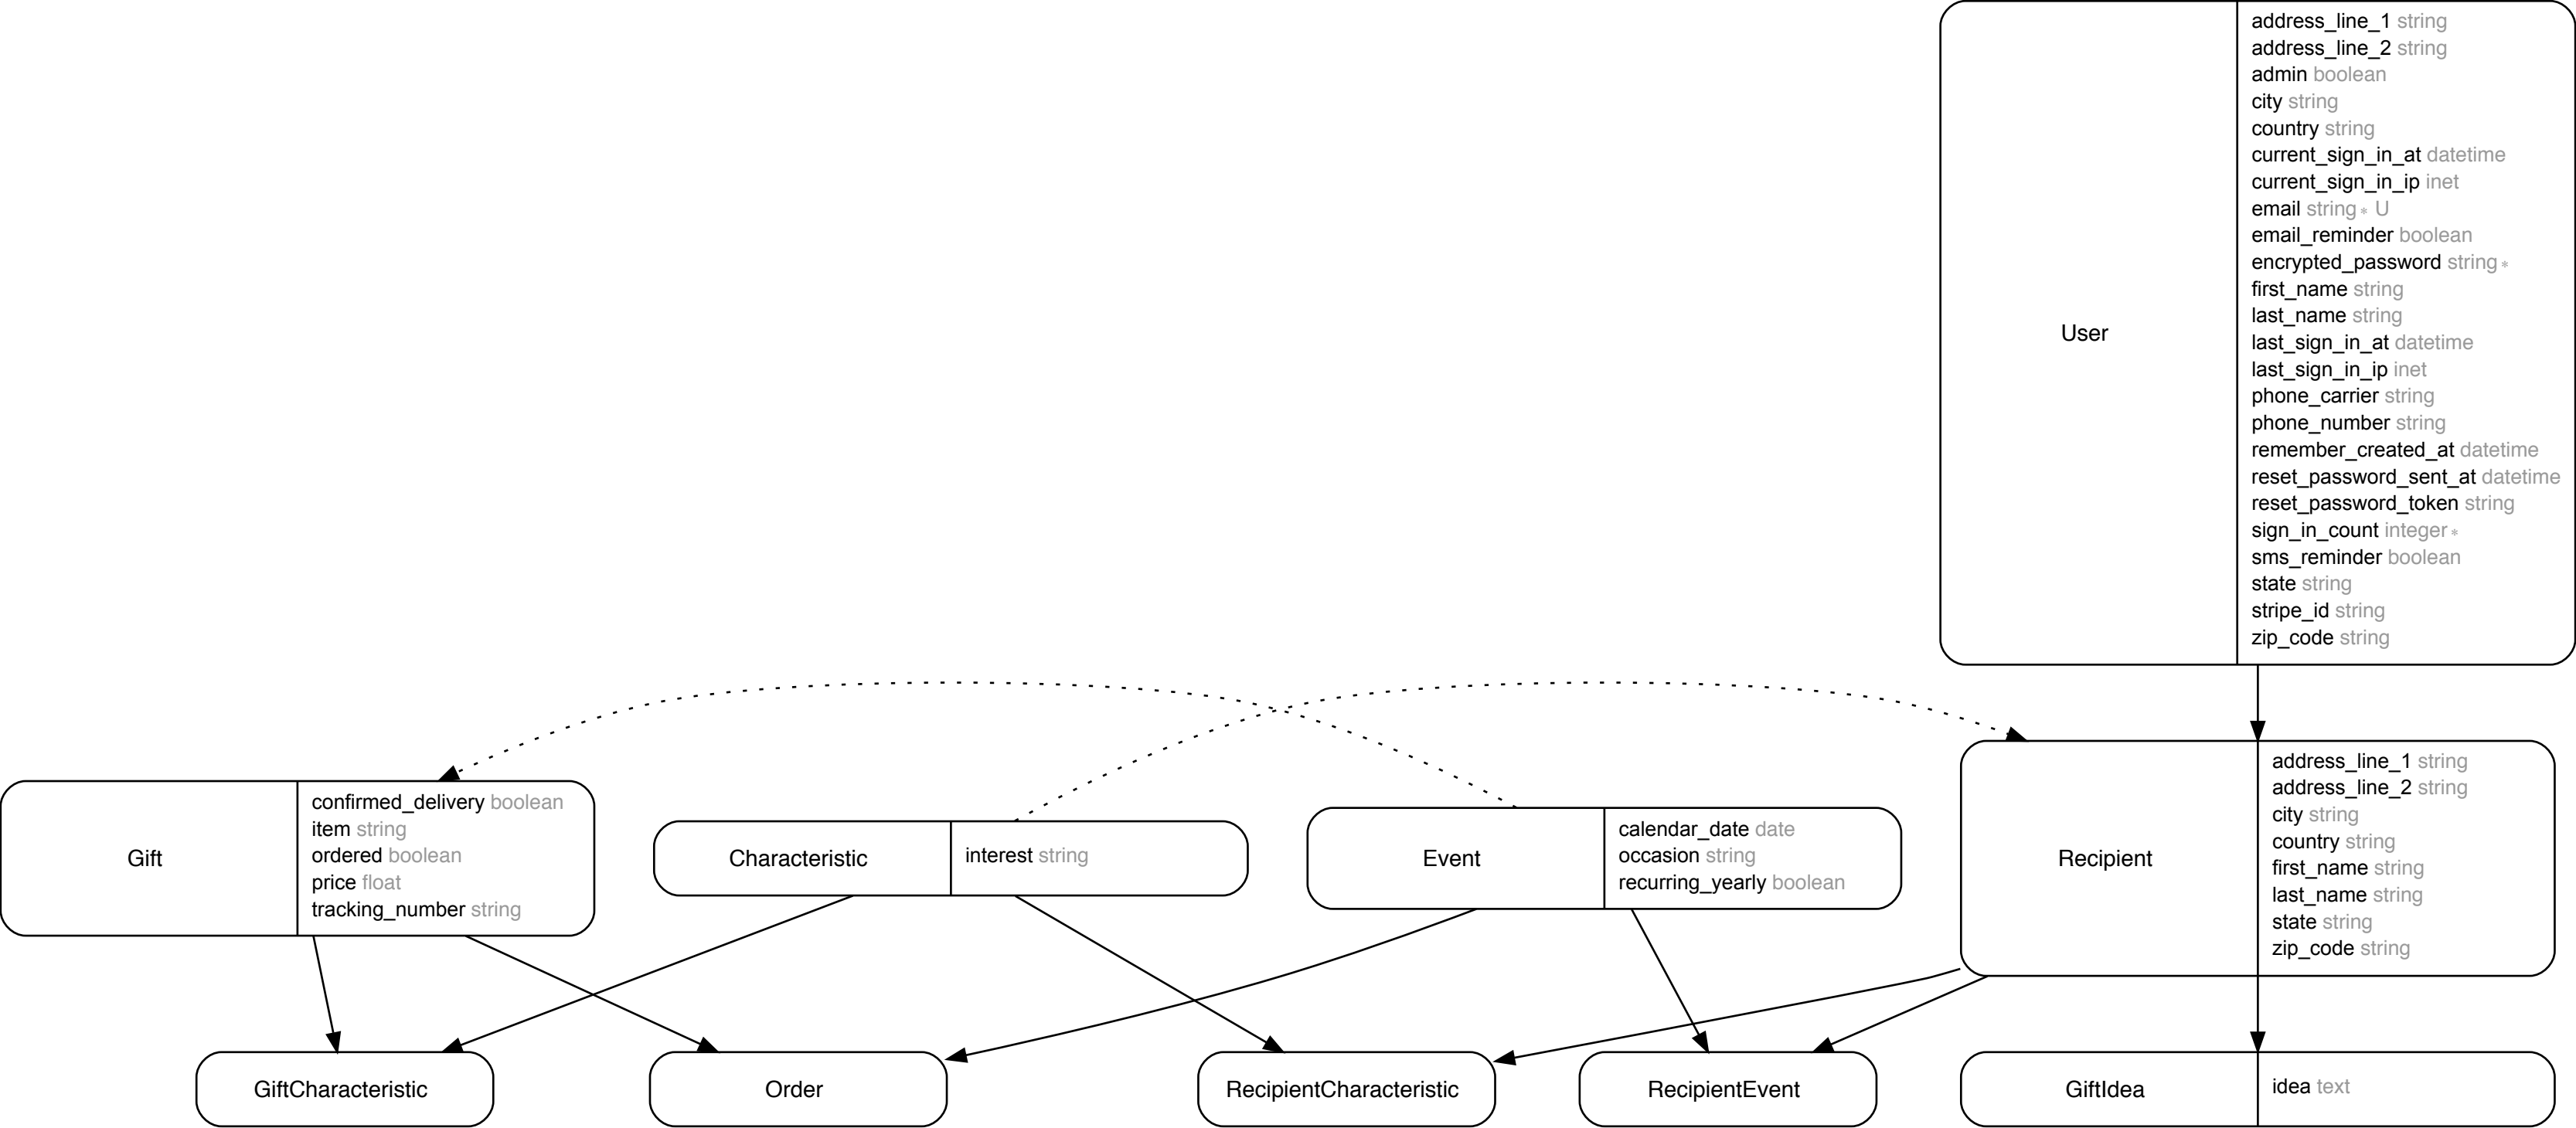 User
address_line_1 string
address_line_2 string
admin boolean
city string
country string
current_sign_in_at datetime
current_sign_in_ip inet
email string∗ U
email_reminder boolean
encrypted_password string∗
first_name string
last_name string
last_sign_in_at datetime
last_sign_in_ip inet
phone_carrier string
phone_number string
remember_created_at datetime
reset_password_sent_at datetime
reset_password_token string
sign_in_count integer∗
sms_reminder boolean
state string
stripe_id string
zip_code string
Gift
confirmed_delivery boolean
item string
ordered boolean
price float
tracking_number string
Characteristic
interest string
Event
calendar_date date
occasion string
recurring_yearly boolean
Recipient
address_line_1 string
address_line_2 string
city string
country string
first_name string
last_name string
state string
zip_code string
GiftCharacteristic
Order
RecipientCharacteristic
RecipientEvent
GiftIdea
idea text